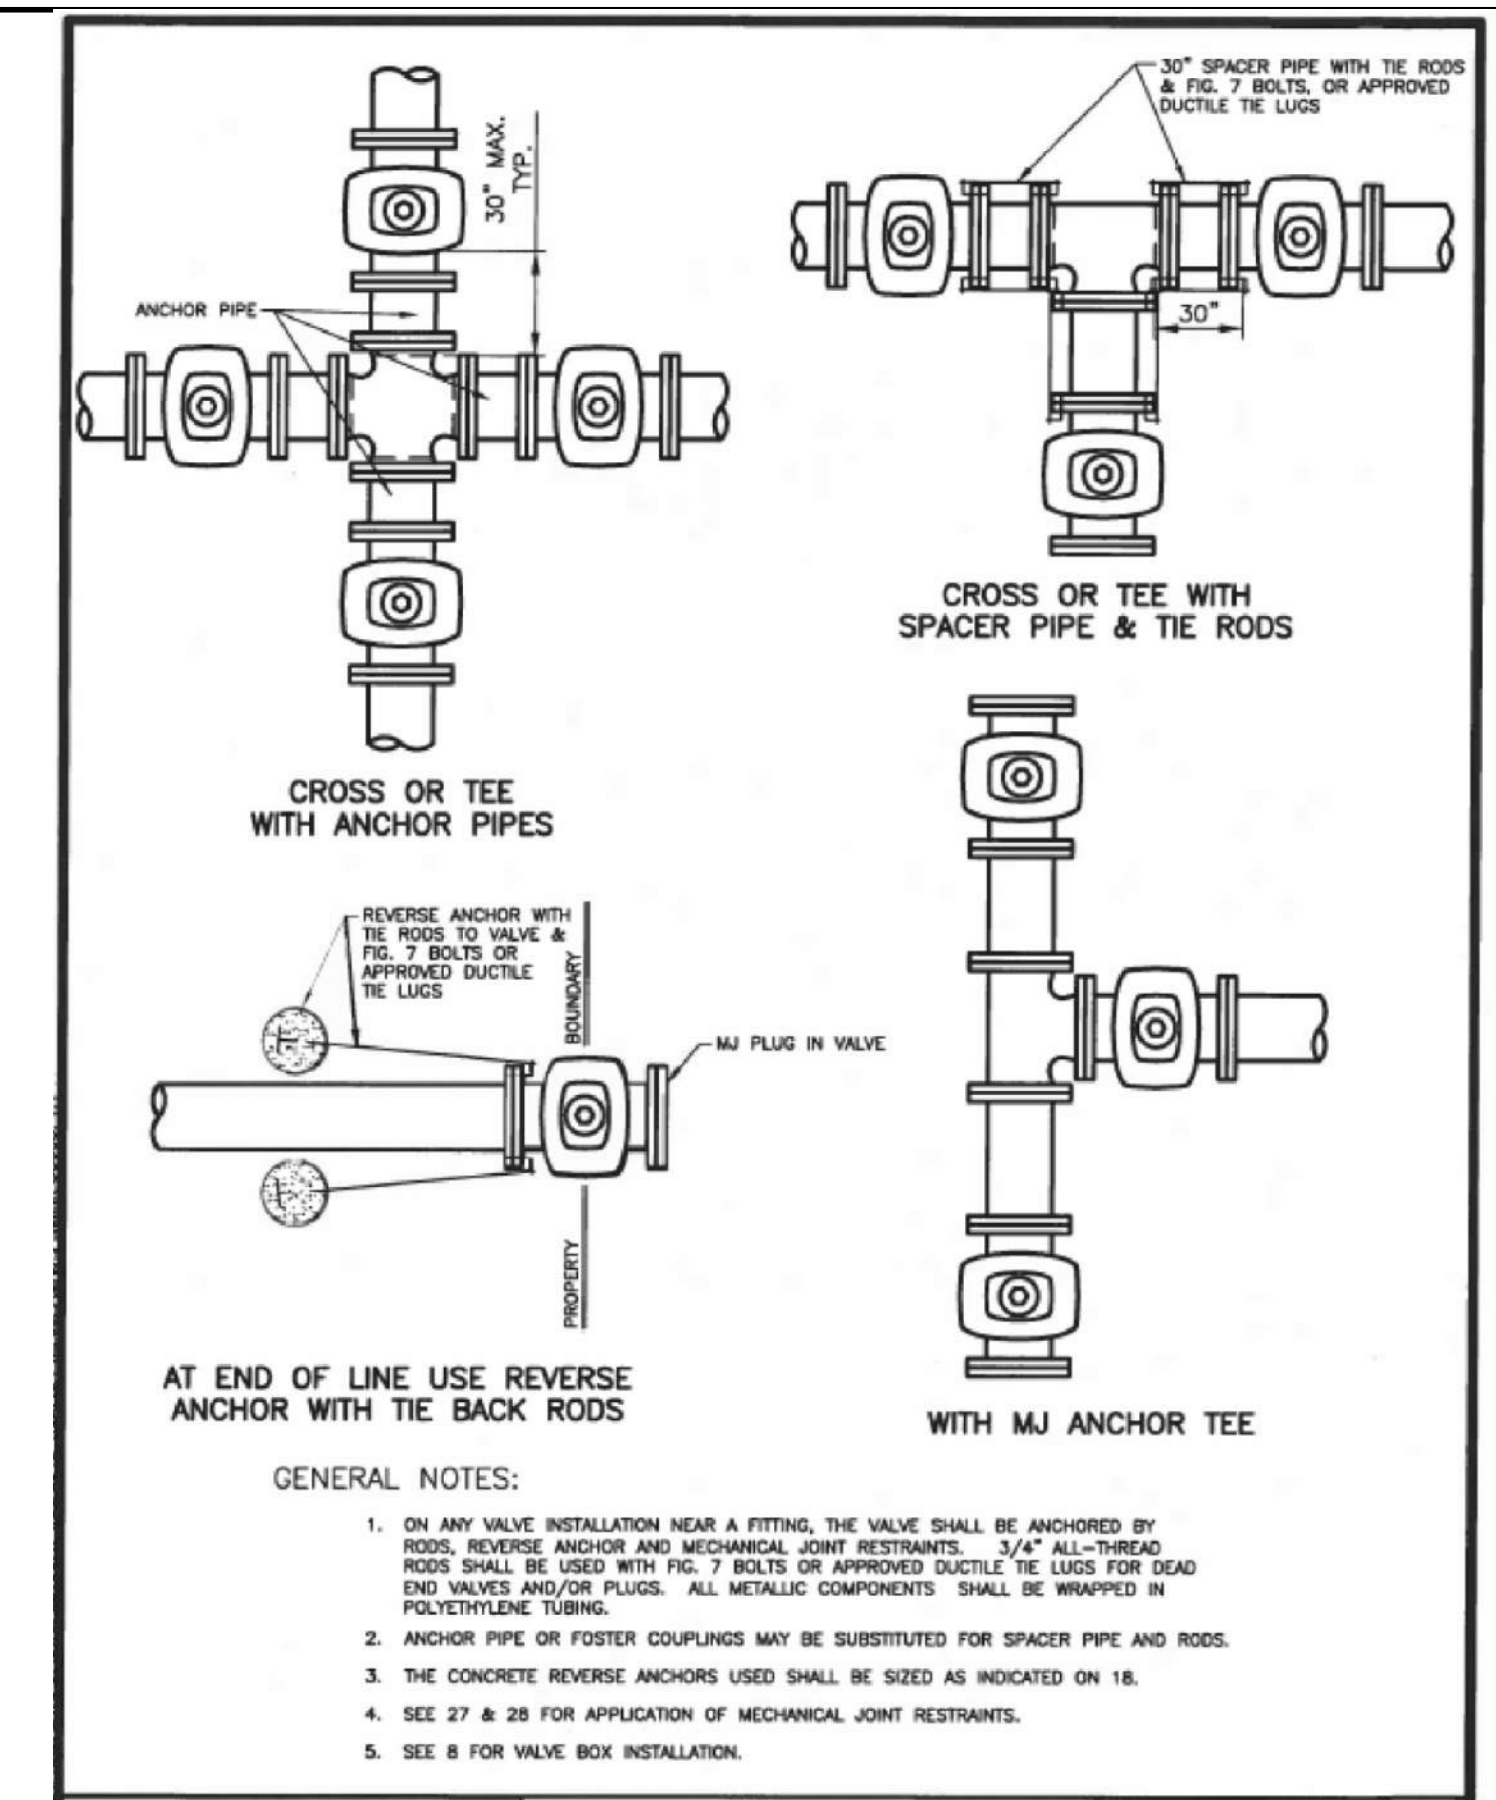 30" MAX.
TYP.
ANCHOR PIPE
CROSS OR TEE
WITH ANCHOR PIPES
30" SPACER PIPE WITH TIE RODS
& FIG. 7 BOLTS, OR APPROVED
DUCTILE TIE LUGS
30"
CROSS OR TEE WITH
SPACER PIPE & TIE RODS
REVERSE ANCHOR WITH
TIE RODS TO VALVE &
FIG. 7 BOLTS OR
APPROVED DUCTILE
TIE LUGS
BOUNDARY
MJ PLUG IN VALVE
PROPERTY
AT END OF LINE USE REVERSE
ANCHOR WITH TIE BACK RODS
WITH MJ ANCHOR TEE
GENERAL NOTES:
1. ON ANY VALVE INSTALLATION NEAR A FITTING, THE VALVE SHALL BE ANCHORED BY
RODS, REVERSE ANCHOR AND MECHANICAL JOINT RESTRAINTS. 3/4" ALL-THREAD
RODS SHALL BE USED WITH FIG. 7 BOLTS OR APPROVED DUCTILE TIE LUGS FOR DEAD
END VALVES AND/OR PLUGS. ALL METALLIC COMPONENTS SHALL BE WRAPPED IN
POLYETHYLENE TUBING.
2. ANCHOR PIPE OR FOSTER COUPLINGS MAY BE SUBSTITUTED FOR SPACER PIPE AND RODS.
3. THE CONCRETE REVERSE ANCHORS USED SHALL BE SIZED AS INDICATED ON 18.
4. SEE 27 & 28 FOR APPLICATION OF MECHANICAL JOINT RESTRAINTS.
5. SEE 8 FOR VALVE BOX INSTALLATION.